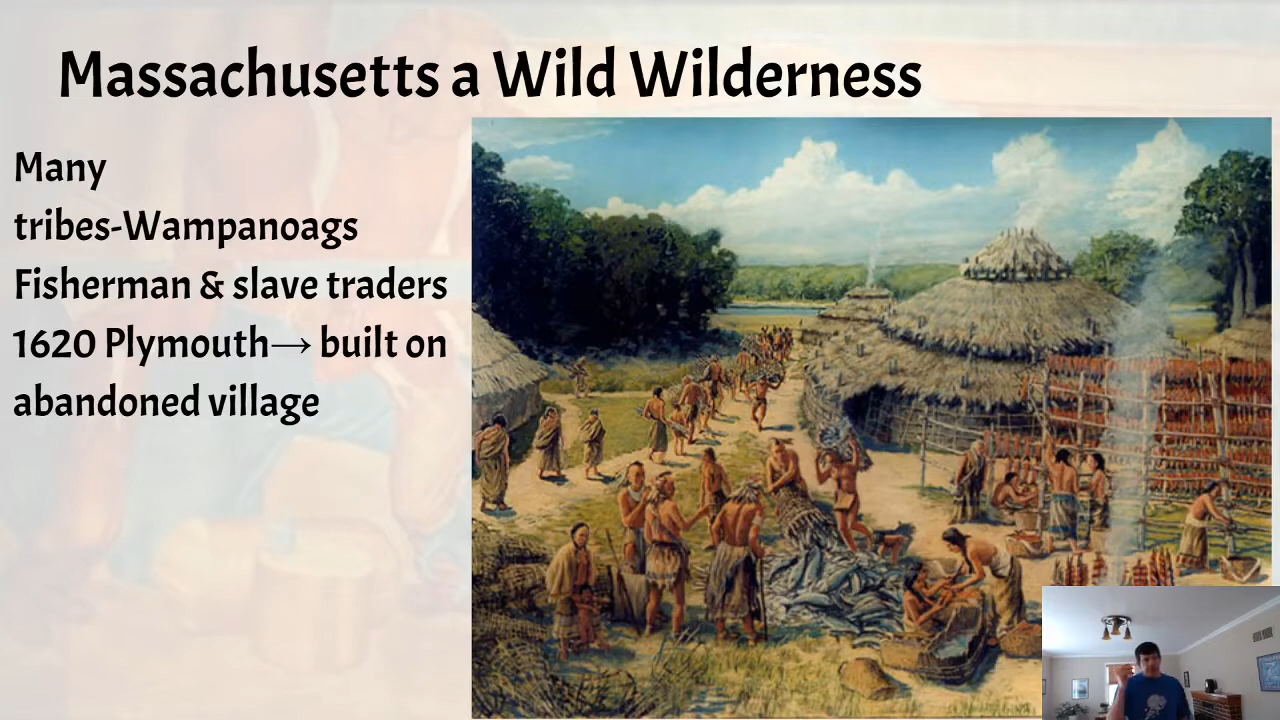 Massachusetts a Wild Wilderness
Many
tribes-Wampanoags
Fisherman & slave traders
1620 Plymouth→ built on
abandoned village